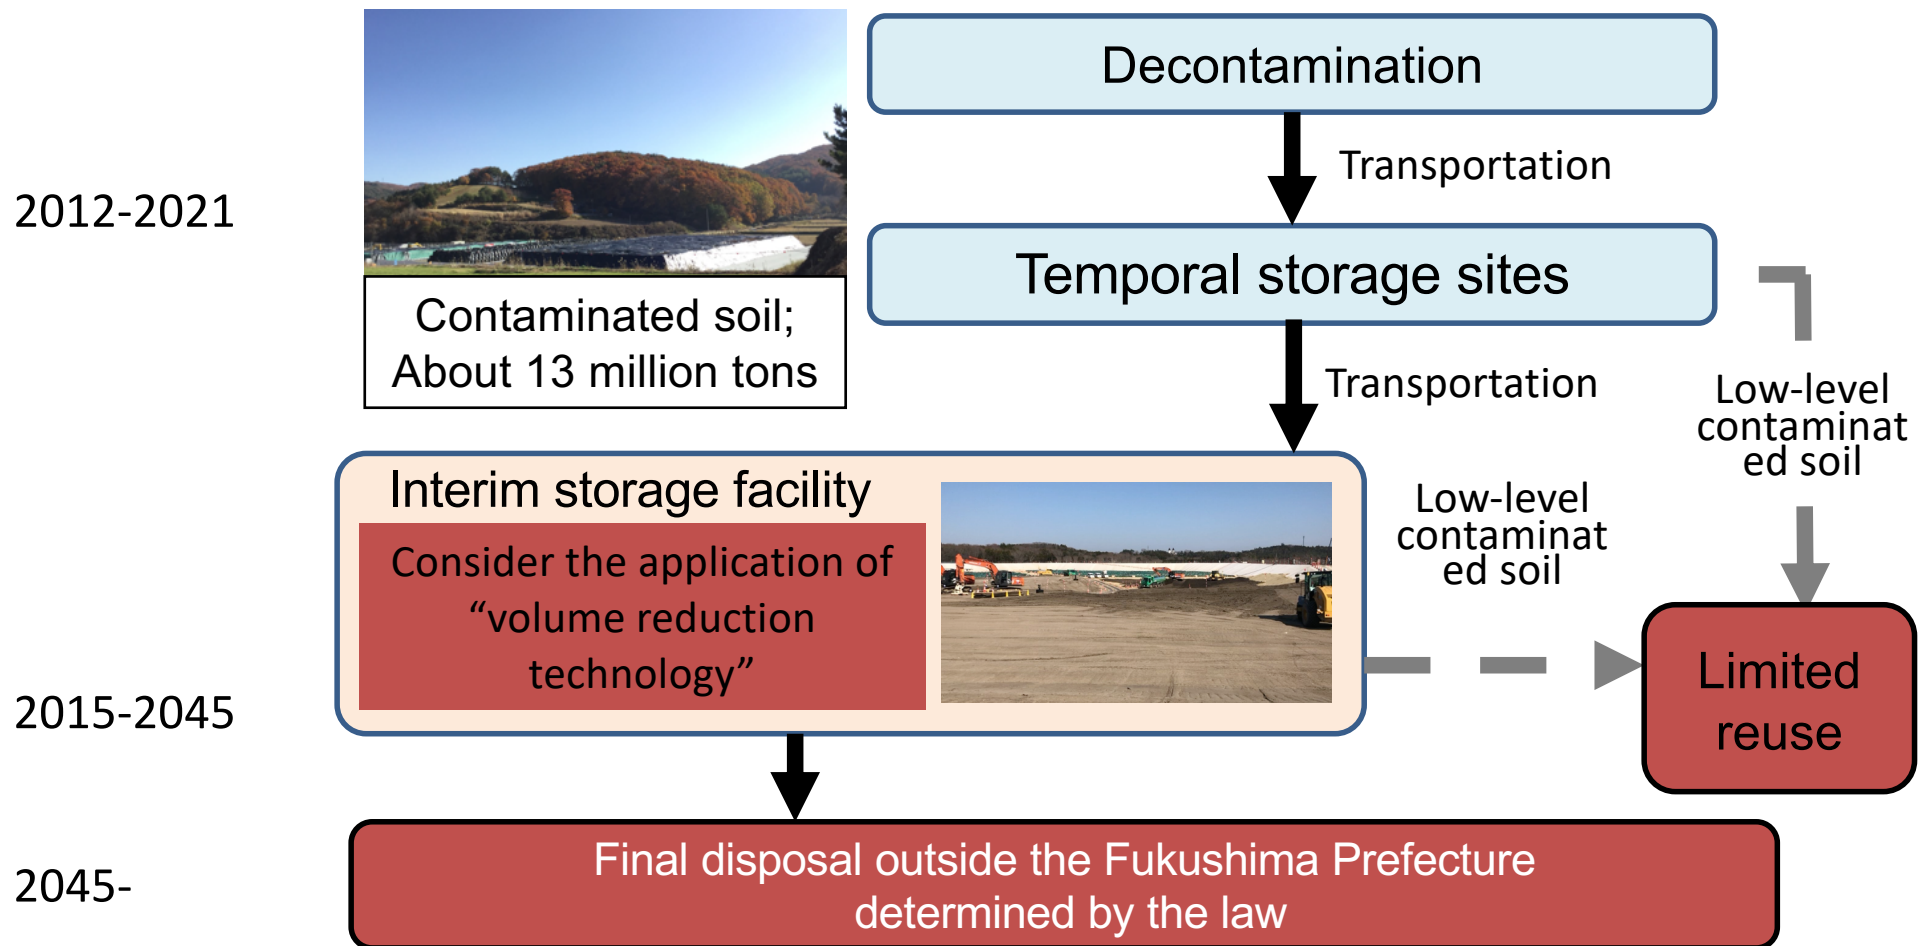 Decontamination
Transportation
2012-2021
Temporal storage sites
Contaminated soil;
About 13 million tons
Transportation
Low-level
contaminat
ed soil
Interim storage facility
Consider the application of
“volume reduction
technology”
Low-level
contaminat
ed soil
2015-2045
Limited
reuse
2045-
Final disposal outside the Fukushima Prefecture
determined by the law